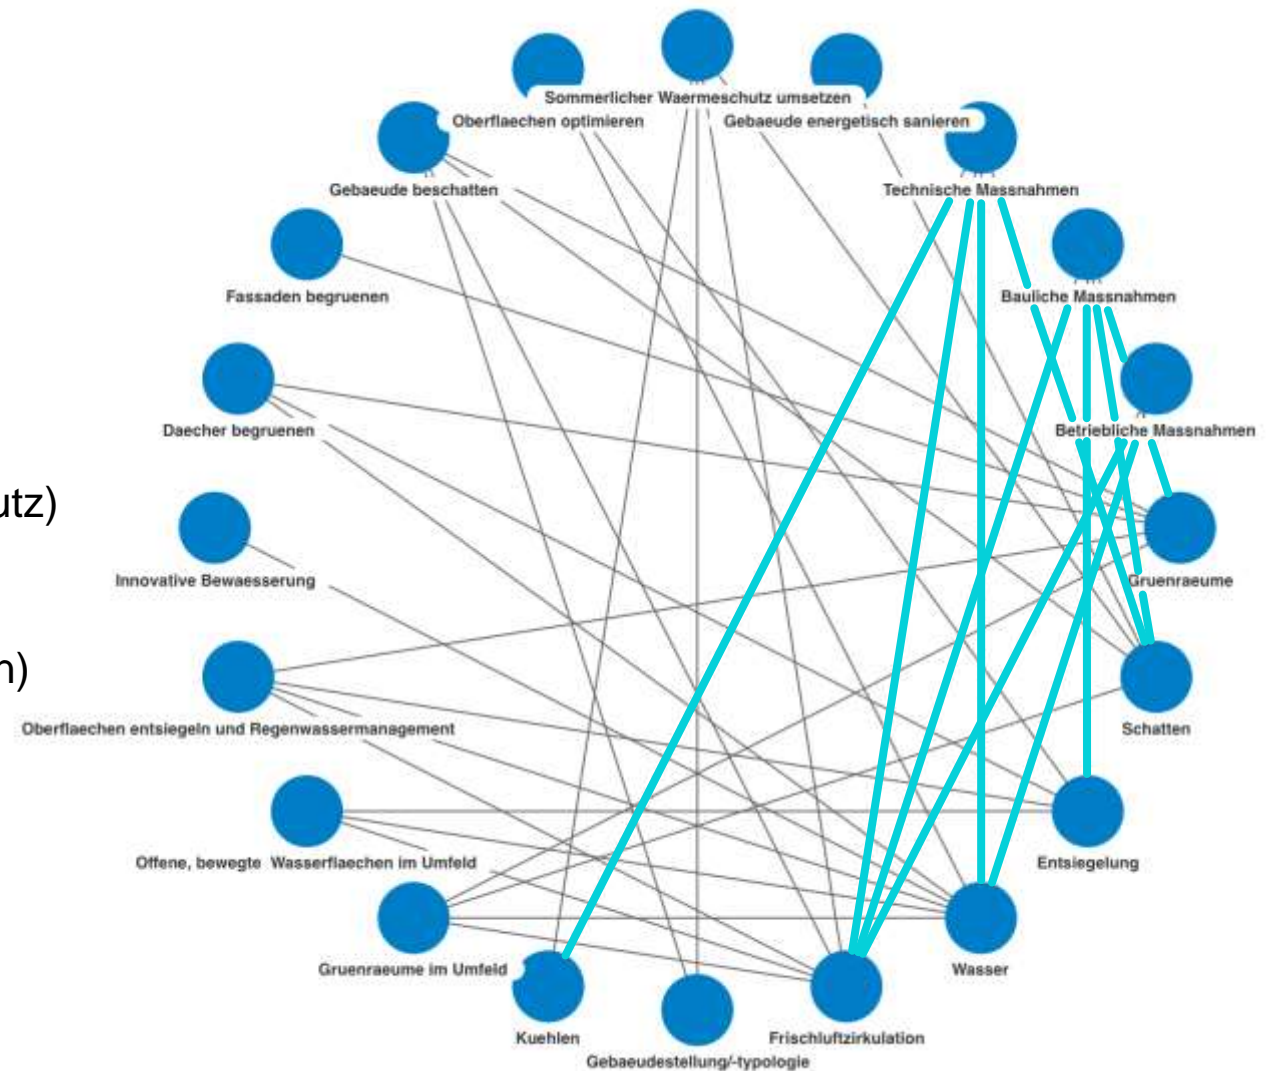 Sommerlicher Waermeschutz umsetzen
Oberflaechen optimieren
Gebaeude energetisch sanieren
Gebaeude beschatten
Technische Massnahmen
Fassaden begruenen
Bauliche Massnahmen
Daecher begruenen
Betriebliche Massnahmen
utz)
Innovative Bewaesserung
Gruenraeume
n)
Oberflaechen entsiegeln und Regenwassermanagement
Schatten
Offene, bewegte Wasserflaechen im Umfeld
Entsiegelung
Gruenraeume im Umfeld
Wasser
Kuehlen
Frischluftzirkulation
Gebaeudestellung/-typologie